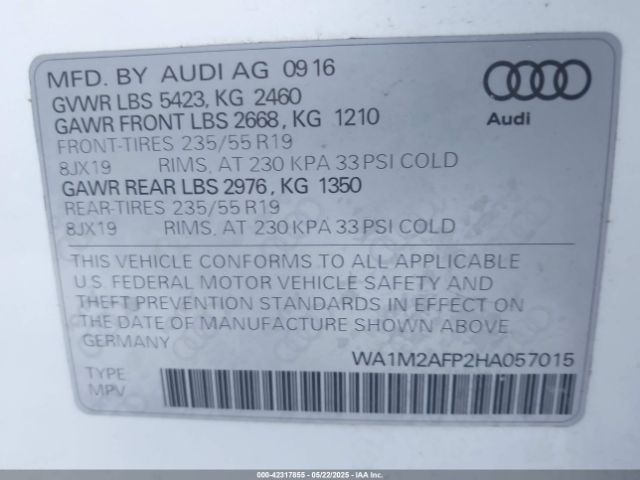 MFD. BY AUDI AG 09 16
GVWR LBS 5423, KG 2460
GAWR FRONT LBS 2668, KG 1210
FRONT-TIRES 235/55 R19
8JX19 RIMS, AT 230 KPA 33 PSI COLD
GAWR REAR LBS 2976, KG 1350
REAR-TIRES 235/55 R19
8JX19 RIMS, AT 230 KPA 33 PSI COLD
Audi
THIS VEHICLE CONFORMS TO ALL APPLICABLE
U.S. FEDERAL MOTOR VEHICLE SAFETY AND
THEFT PREVENTION STANDARDS IN EFFECT ON
THE DATE OF MANUFACTURE SHOWN ABOVE.
GERMANY
WA1M2AFP2HA057015
TYPE
MPV
000-42317855 - 05/22/2025 - IAAI.COM